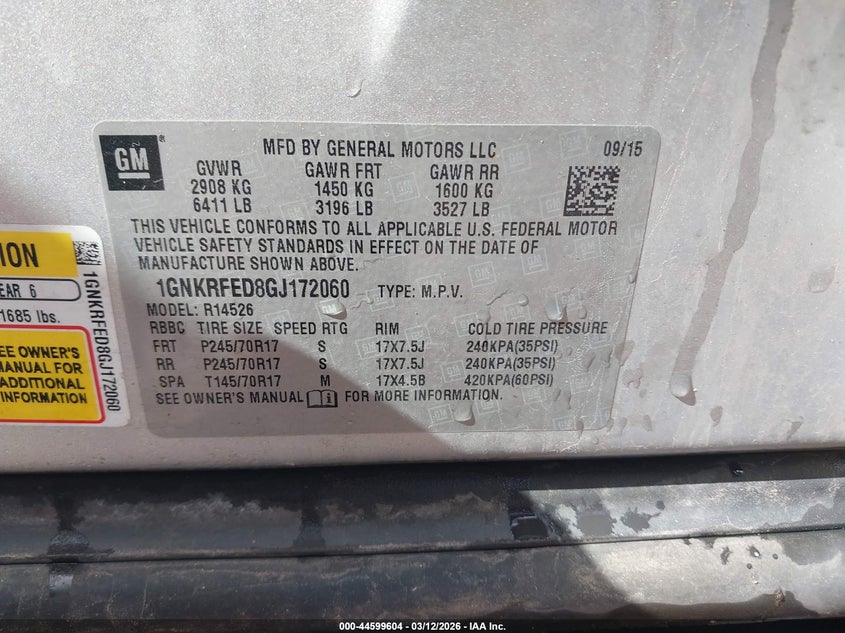 GM
MFD BY GENERAL MOTORS LLC 09/15
GVWR GAWR FRT GAWR RR
2908 KG 1450 KG 1600 KG
6411 LB 3196 LB 3527 LB
THIS VEHICLE CONFORMS TO ALL APPLICABLE U.S. FEDERAL MOTOR
VEHICLE SAFETY STANDARDS IN EFFECT ON THE DATE OF
MANUFACTURE SHOWN ABOVE.
1GNKRFED8GJ172060 TYPE: M.P.V.
MODEL: R14526
RBBC TIRE SIZE SPEED RTG RIM COLD TIRE PRESSURE
FRT P245/70R17 S 17X7.5J 240KPA(35PSI)
RR P245/70R17 S 17X7.5J 240KPA(35PSI)
SPA T145/70R17 M 17X4.5B 420KPA(60PSI)
SEE OWNER'S MANUAL i FOR MORE INFORMATION.
ION
EAR 6
1685 lbs.
SEE OWNER'S
MANUAL FOR
ADDITIONAL
INFORMATION
1GNKRFED8GJ172060
000-44599604 | 03/12/2026 – IAA Inc.